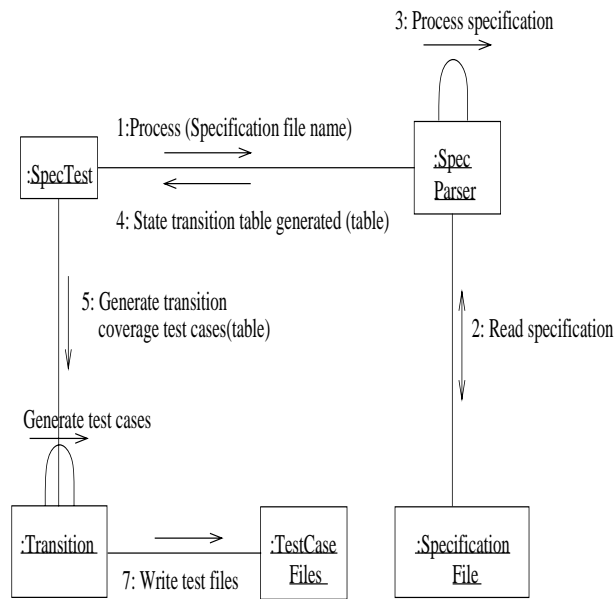 3: Process specification
1:Process (Specification file name)
:SpecTest
:Spec
Parser
4: State transition table generated (table)
5: Generate transition
coverage test cases(table)
2: Read specification
Generate test cases
:Transition
:TestCase
Files
:Specification
File
7: Write test files